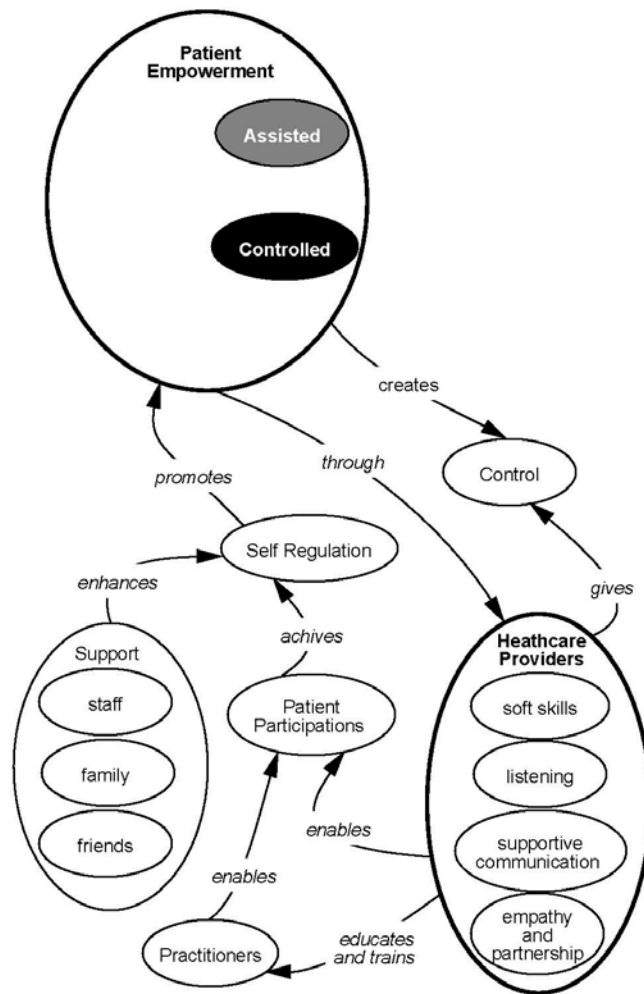 Patient
Empowerment
Assisted
Controlled
creates
through
promotes
Control
Self Regulation
enhances
gives
achives
Support
staff
family
friends
Patient
Participations
Heathcare
Providers
soft skills
listening
supportive
communication
empathy
and
partnership
enables
enables
educates
and trains
Practitioners